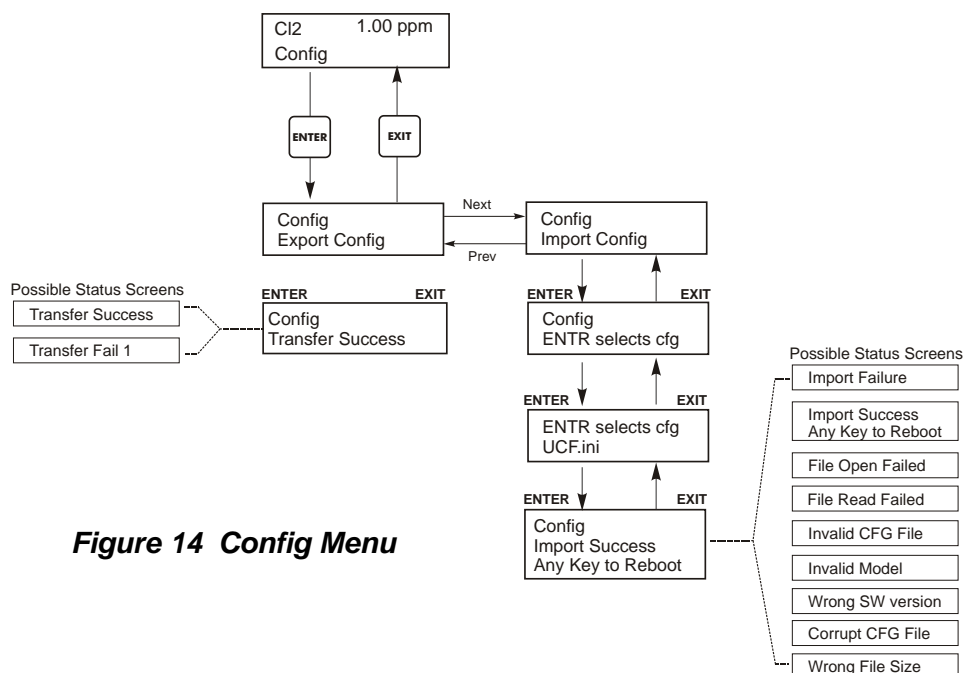 Cl2 1.00 ppm
Config
ENTER
EXIT
Config
Export Config
Next
Prev
Config
Import Config
Possible Status Screens
Transfer Success
Transfer Fail 1
ENTER EXIT
Config
Transfer Success
ENTER EXIT
Config
ENTR selects cfg
ENTER EXIT
ENTR selects cfg
UCF.ini
ENTER EXIT
Config
Import Success
Any Key to Reboot
Possible Status Screens
Import Failure
Import Success
Any Key to Reboot
File Open Failed
File Read Failed
Invalid CFG File
Invalid Model
Wrong SW version
Corrupt CFG File
Wrong File Size
Figure 14 Config Menu